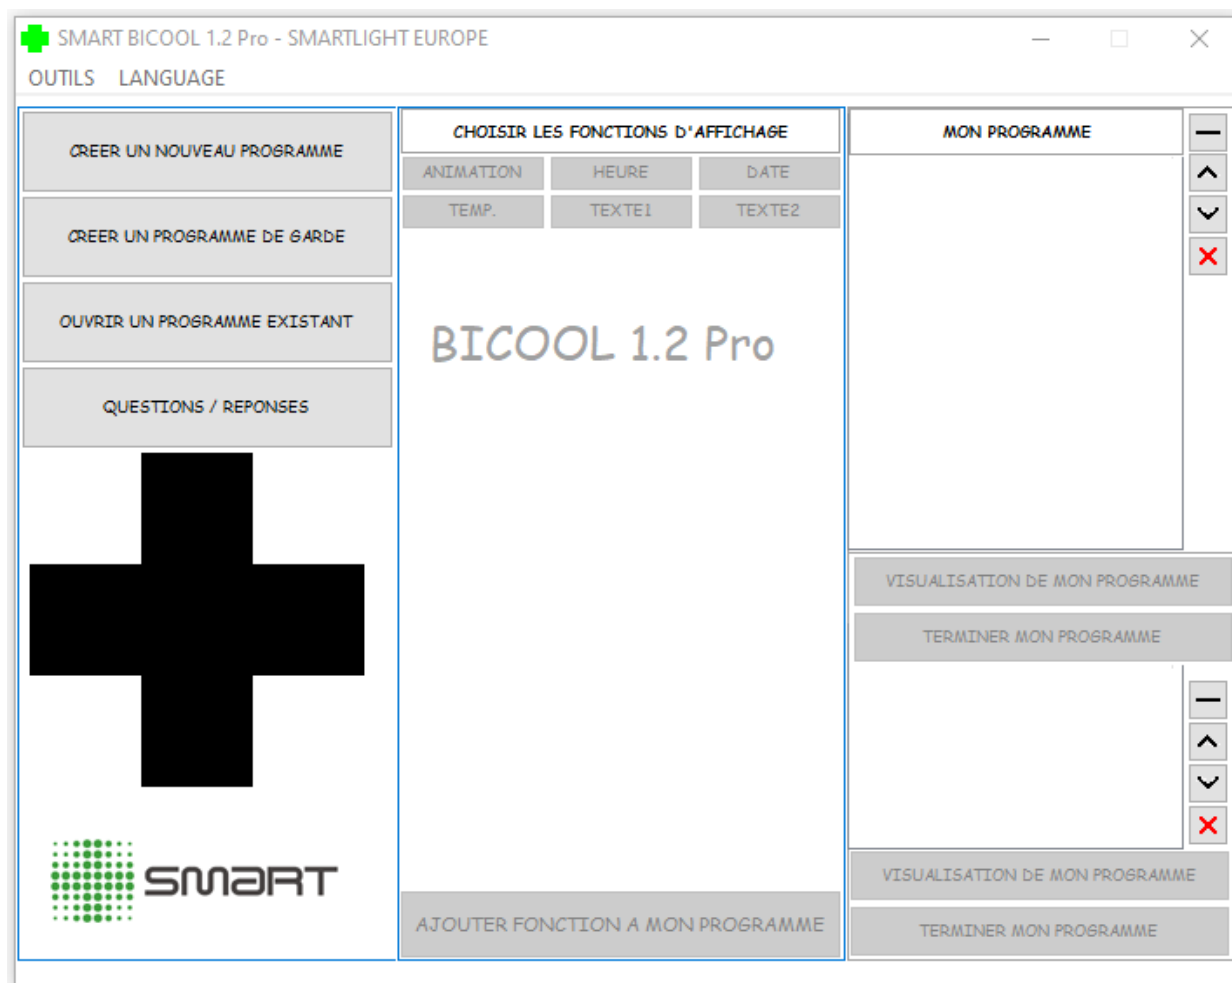 SMART BICOOL 1.2 Pro - SMARTLIGHT EUROPE
OUTILS LANGUAGE
CREER UN NOUVEAU PROGRAMME
CREER UN PROGRAMME DE GARDE
OUVRIR UN PROGRAMME EXISTANT
QUESTIONS / REPONSES
SMART
CHOISIR LES FONCTIONS D'AFFICHAGE
ANIMATION HEURE DATE
TEMP. TEXTE1 TEXTE2
BICOOL 1.2 Pro
AJOUTER FONCTION A MON PROGRAMME
MON PROGRAMME
VISUALISATION DE MON PROGRAMME
TERMINER MON PROGRAMME
VISUALISATION DE MON PROGRAMME
TERMINER MON PROGRAMME